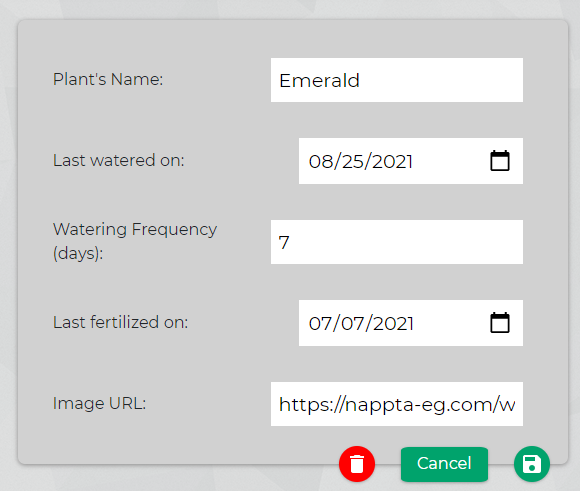 Plant's Name:
Emerald
Last watered on:
08/25/2021
Watering Frequency
(days):
7
Last fertilized on:
07/07/2021
Image URL:
https://nappta-eg.com/w
Cancel